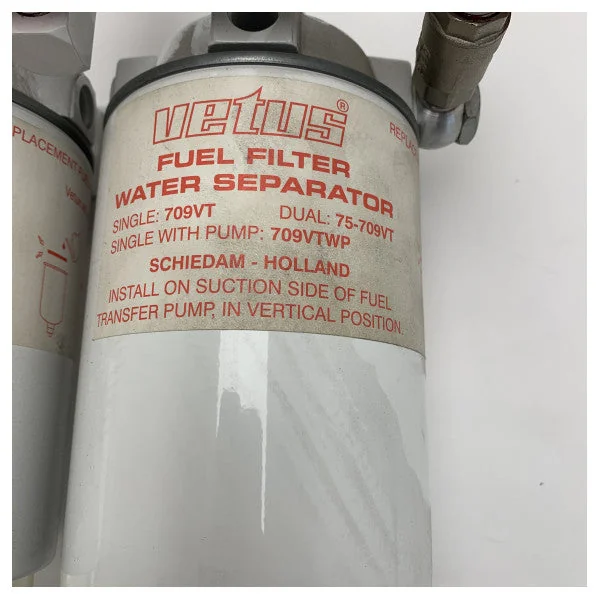 vetus®
FUEL FILTER
WATER SEPARATOR
SINGLE: 709VT DUAL: 75-709VT
SINGLE WITH PUMP: 709VTWP
SCHIEDAM - HOLLAND
INSTALL ON SUCTION SIDE OF FUEL
TRANSFER PUMP, IN VERTICAL POSITION.